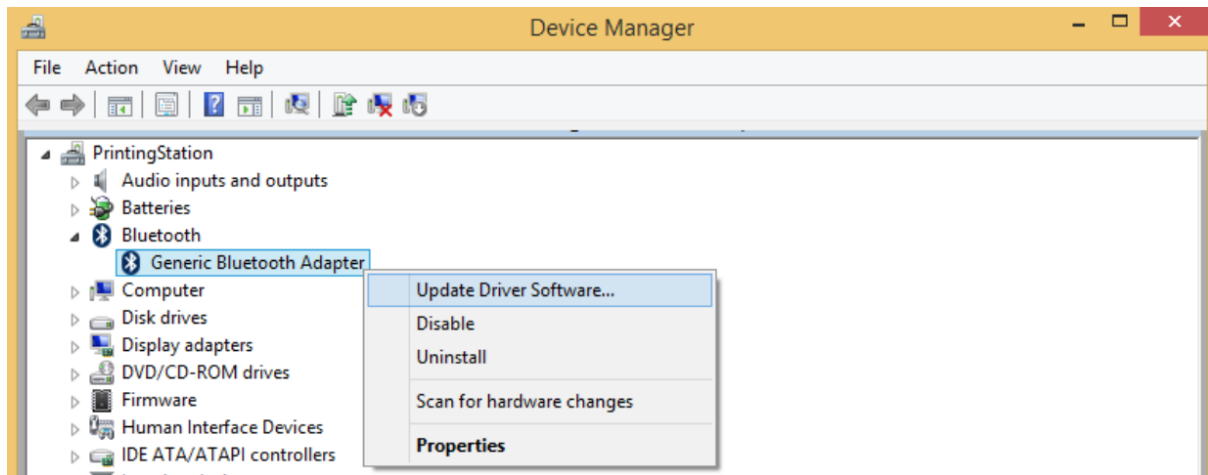 Device Manager
File Action View Help
PrintingStation
Audio inputs and outputs
Batteries
Bluetooth
Generic Bluetooth Adapter
Update Driver Software...
Computer
Disable
Disk drives
Display adapters
Uninstall
DVD/CD-ROM drives
Firmware
Scan for hardware changes
Human Interface Devices
Properties
IDE ATA/ATAPI controllers